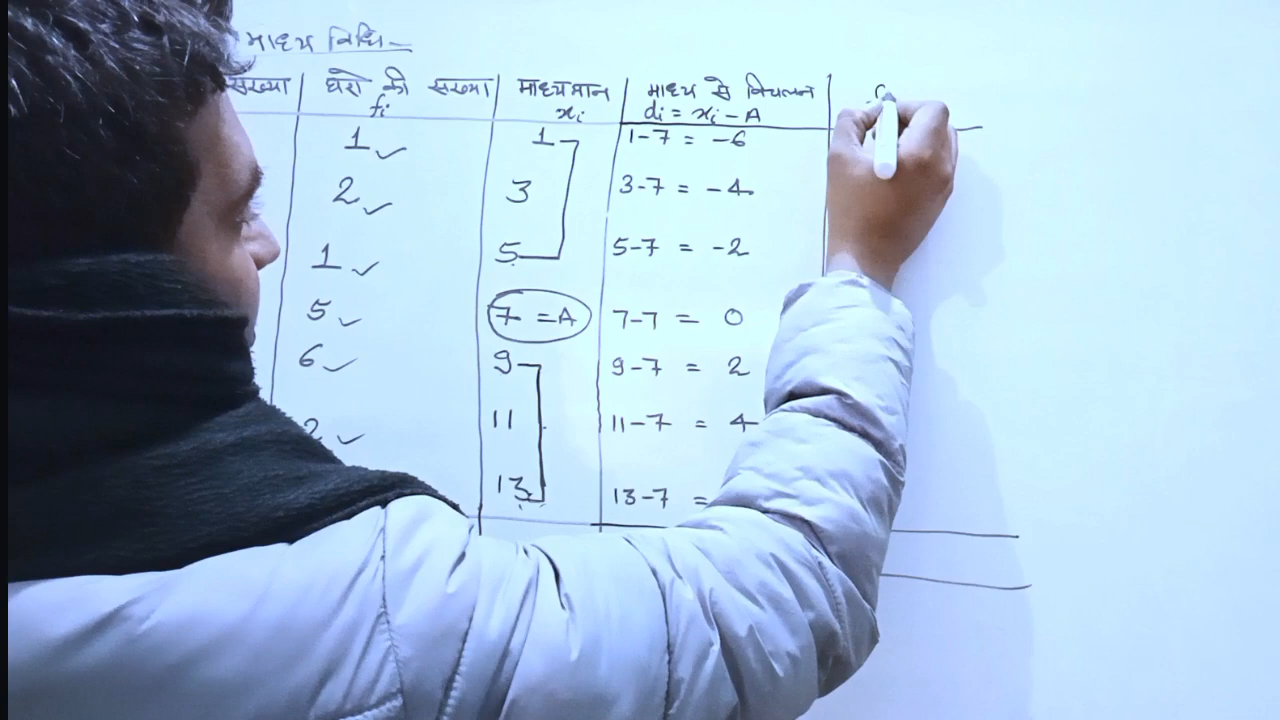 माध्य विधि -
संख्या | घरो की संख्या | माध्यमान | माध्य से विचलन
fi | xi | di = xi - A
1 ✓ | 1 | 1-7 = -6
2 ✓ | 3 | 3-7 = -4
1 ✓ | 5 | 5-7 = -2
5 ✓ | 7 = A | 7-7 = 0
6 ✓ | 9 | 9-7 = 2
2 ✓ | 11 | 11-7 = 4
13 | 13-7 =